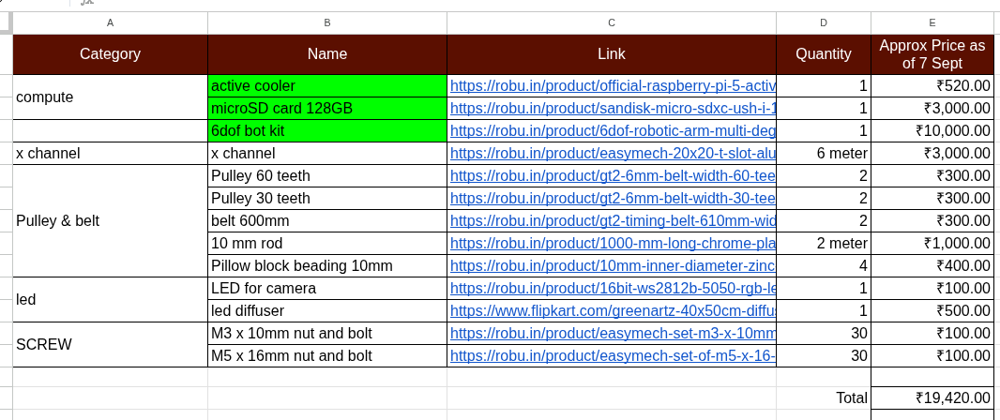 A B C D E
Category Name Link Quantity Approx Price as of 7 Sept
compute active cooler https://robu.in/product/official-raspberry-pi-5-activ 1 ₹520.00
microSD card 128GB https://robu.in/product/sandisk-micro-sdxc-ush-i-1 1 ₹3,000.00
6dof bot kit https://robu.in/product/6dof-robotic-arm-multi-deg 1 ₹10,000.00
x channel x channel https://robu.in/product/easymech-20x20-t-slot-alu 6 meter ₹3,000.00
Pulley & belt Pulley 60 teeth https://robu.in/product/gt2-6mm-belt-width-60-tee 2 ₹300.00
Pulley 30 teeth https://robu.in/product/gt2-6mm-belt-width-30-tee 2 ₹300.00
belt 600mm https://robu.in/product/gt2-timing-belt-610mm-wid 2 ₹300.00
10 mm rod https://robu.in/product/1000-mm-long-chrome-pla 2 meter ₹1,000.00
Pillow block beading 10mm https://robu.in/product/10mm-inner-diameter-zinc 4 ₹400.00
led LED for camera https://robu.in/product/16bit-ws2812b-5050-rgb-le 1 ₹100.00
led diffuser https://www.flipkart.com/greenartz-40x50cm-diffu 1 ₹500.00
SCREW M3 x 10mm nut and bolt https://robu.in/product/easymech-set-m3-x-10mm 30 ₹100.00
M5 x 16mm nut and bolt https://robu.in/product/easymech-set-of-m5-x-16- 30 ₹100.00
Total ₹19,420.00